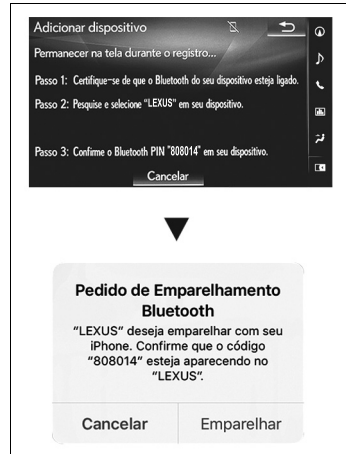 Adicionar dispositivo
Permanecer na tela durante o registro...
Passo 1: Certifique-se de que o Bluetooth do seu dispositivo esteja ligado.
Passo 2: Pesquise e selecione “LEXUS” em seu dispositivo.
Passo 3: Confirme o Bluetooth PIN "808014" em seu dispositivo.
Cancelar
Pedido de Emparelhamento
Bluetooth
“LEXUS” deseja emparelhar com seu
iPhone. Confirme que o código
“808014” esteja aparecendo no
“LEXUS”.
Cancelar Emparelhar